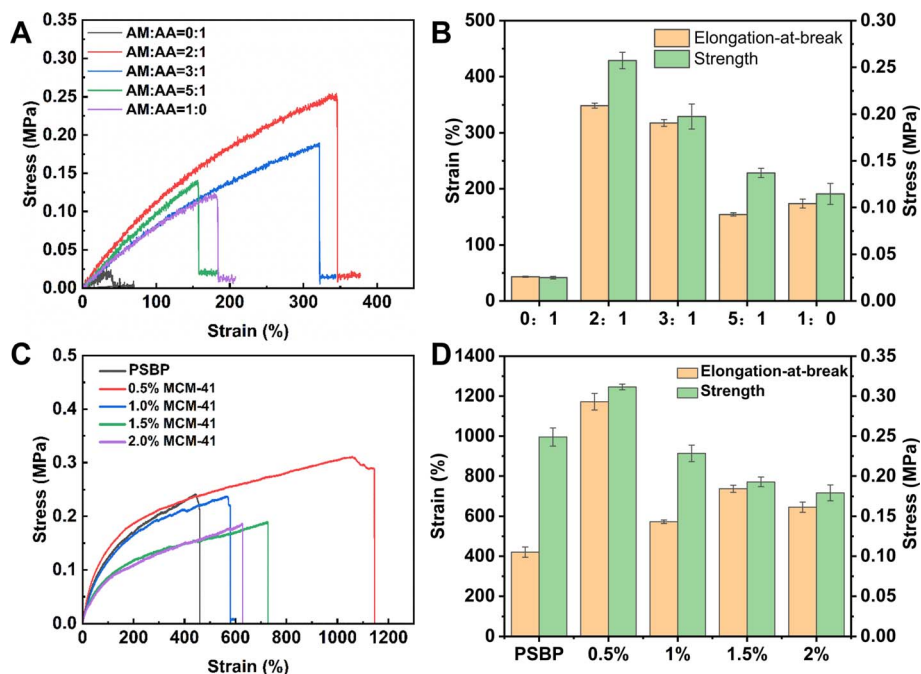 A
AM:AA=0:1
AM:AA=2:1
AM:AA=3:1
AM:AA=5:1
AM:AA=1:0
Stress (MPa)
0.35
0.30
0.25
0.20
0.15
0.10
0.05
0.00
0 100 200 300 400
Strain (%)
B
Elongation-at-break
Strength
Strain (%)
500
400
300
200
100
0
0.30
0.25
0.20
0.15
0.10
0.05
0.00
Stress (MPa)
0: 1 2: 1 3: 1 5: 1 1: 0
C
PSBP
0.5% MCM-41
1.0% MCM-41
1.5% MCM-41
2.0% MCM-41
Stress (MPa)
0.5
0.4
0.3
0.2
0.1
0.0
0 200 400 600 800 1000 1200
Strain (%)
D
Elongation-at-break
Strength
Strain (%)
1400
1200
1000
800
600
400
200
0
0.35
0.30
0.25
0.20
0.15
0.10
0.05
0.00
Stress (MPa)
PSBP 0.5% 1% 1.5% 2%